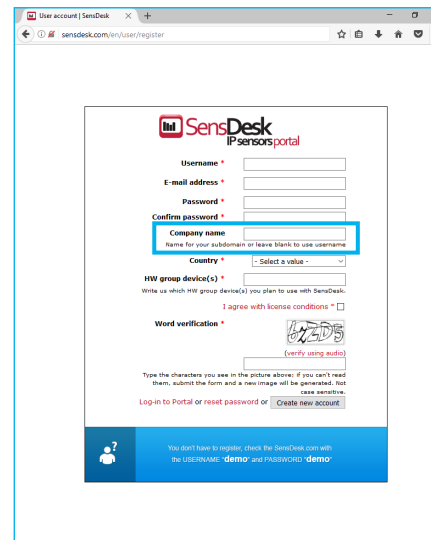 User account | SensDesk
sensdesk.com/en/user/register
SensDesk
IP sensors portal
Username *
E-mail address *
Password *
Confirm password *
Company name
Name for your subdomain or leave blank to use username
Country * - Select a value -
HW group device(s) *
Write us which HW group device(s) you plan to use with SensDesk.
I agree with license conditions *
Word verification *
(verify using audio)
Type the characters you see in the picture above; if you can't read
them, submit the form and a new image will be generated. Not
case sensitive.
Log-in to Portal or reset password or Create new account
You don't have to register, check the SensDesk.com with
the USERNAME "demo" and PASSWORD "demo"